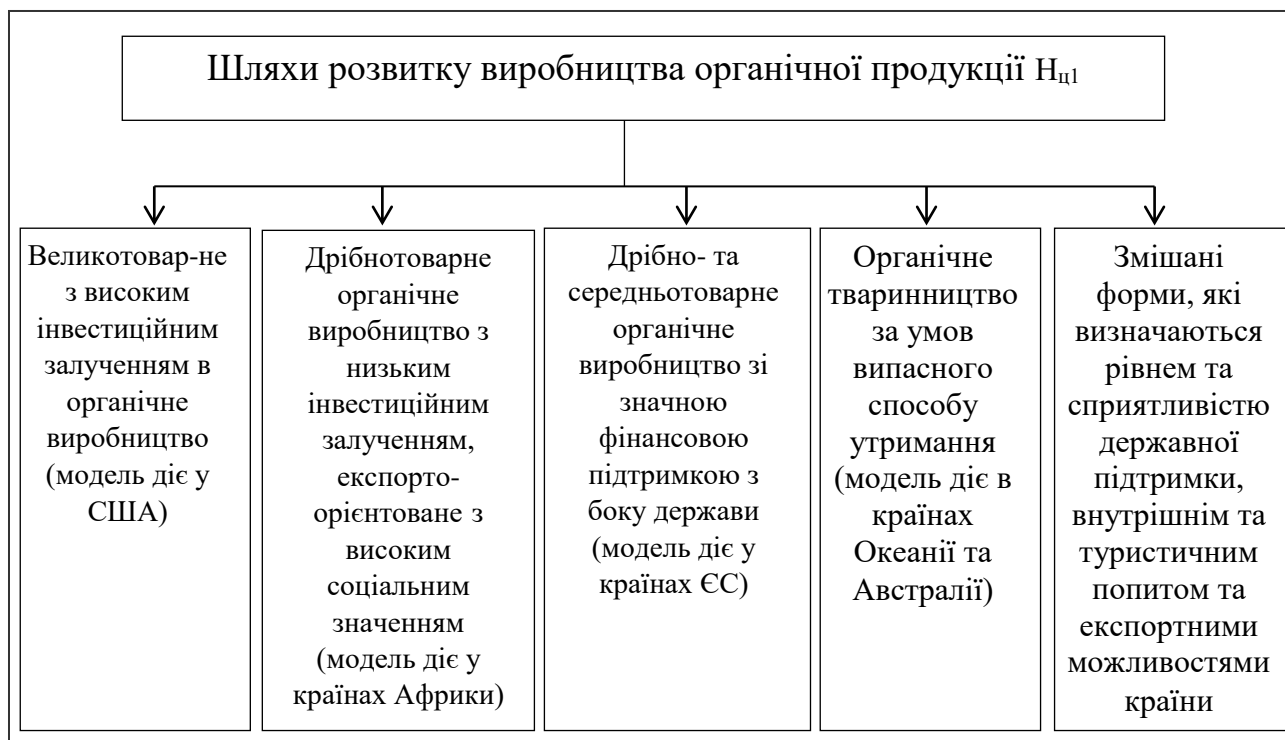 Шляхи розвитку виробництва органічної продукції Нц1
Великотовар-не
з високим
інвестиційним
залученням в
органічне
виробництво
(модель діє у
США)
Дрібнотоварне
органічне
виробництво з
низьким
інвестиційним
залученням,
експорто-
орієнтоване з
високим
соціальним
значенням
(модель діє у
країнах Африки)
Дрібно- та
середньотоварне
органічне
виробництво зі
значною
фінансовою
підтримкою з
боку держави
(модель діє у
країнах ЄС)
Органічне
тваринництво
за умов
випасного
способу
утримання
(модель діє в
країнах
Океанії та
Австралії)
Змішані
форми, які
визначаються
рівнем та
сприятливістю
державної
підтримки,
внутрішнім та
туристичним
попитом та
експортними
можливостями
країни